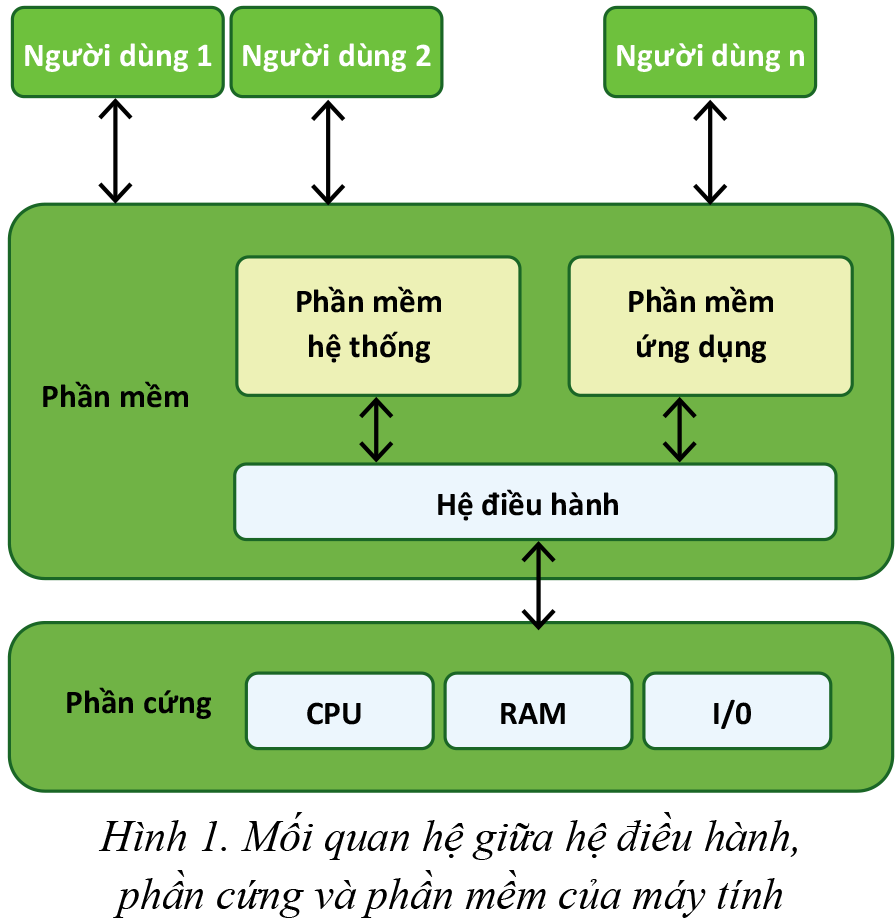 Người dùng 1
Người dùng 2
Người dùng n
Phần mềm
hệ thống
Phần mềm
ứng dụng
Phần mềm
Hệ điều hành
Phần cứng
CPU
RAM
I/0
Hình 1. Mối quan hệ giữa hệ điều hành,
phần cứng và phần mềm của máy tính